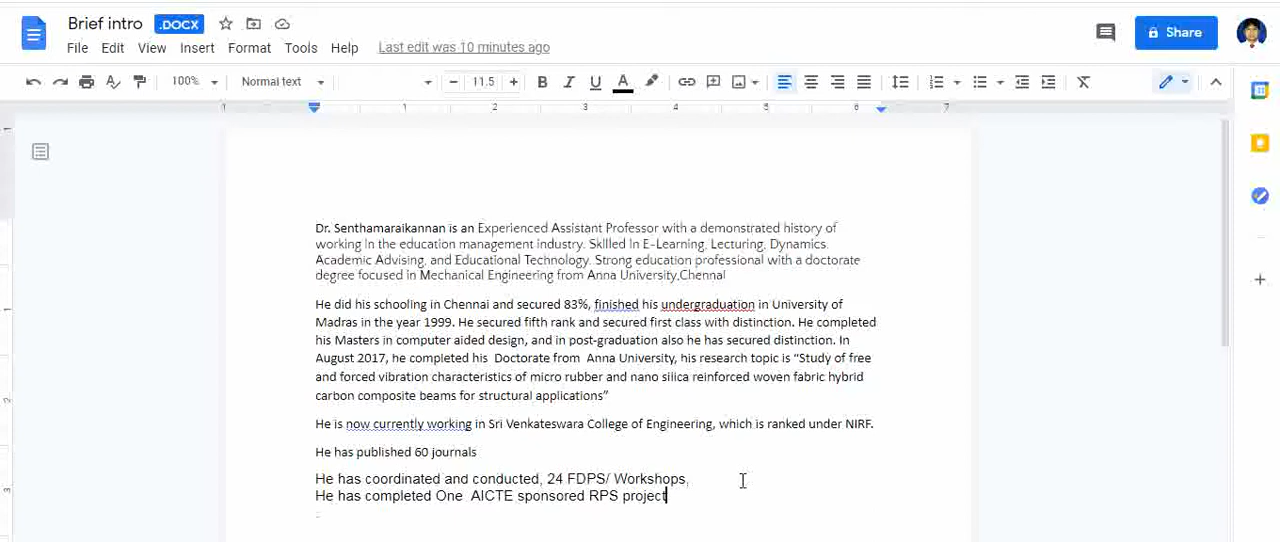 Brief intro .DOCX
File Edit View Insert Format Tools Help Last edit was 10 minutes ago
Share
100% Normal text 11.5 B I U A
1 1 2 3 4 5 6 7
Dr. Senthamaraikannan is an Experienced Assistant Professor with a demonstrated history of
working in the education management industry. Skilled in E-Learning, Lecturing, Dynamics,
Academic Advising, and Educational Technology. Strong education professional with a doctorate
degree focused in Mechanical Engineering from Anna University,Chennai
He did his schooling in Chennai and secured 83%, finished his undergraduation in University of
Madras in the year 1999. He secured fifth rank and secured first class with distinction. He completed
his Masters in computer aided design, and in post-graduation also he has secured distinction. In
August 2017, he completed his Doctorate from Anna University, his research topic is “Study of free
and forced vibration characteristics of micro rubber and nano silica reinforced woven fabric hybrid
carbon composite beams for structural applications”
He is now currently working in Sri Venkateswara College of Engineering, which is ranked under NIRF.
He has published 60 journals
He has coordinated and conducted, 24 FDPS/ Workshops,
He has completed One AICTE sponsored RPS project